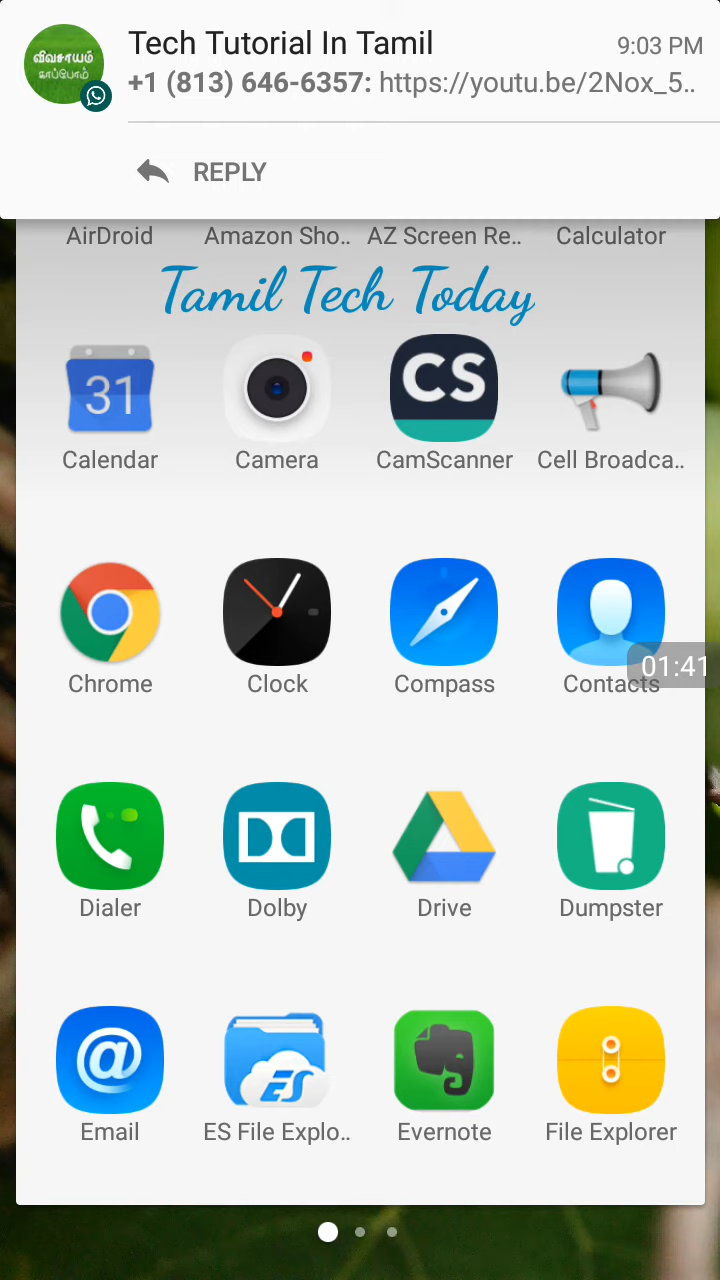 Tech Tutorial In Tamil 9:03 PM
விவசாயம்
காப்போம்
+1 (813) 646-6357: https://youtu.be/2Nox_5..
REPLY
AirDroid Amazon Sho.. AZ Screen Re.. Calculator
Tamil Tech Today
31 CS
Calendar Camera CamScanner Cell Broadca..
Chrome Clock Compass Contacts
01:41
Dialer Dolby Drive Dumpster
@ ES
Email ES File Explo.. Evernote File Explorer